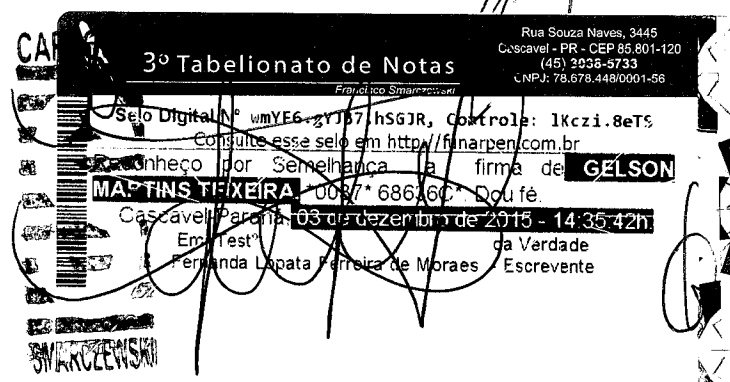 Rua Souza Naves, 3445
Cascavel - PR - CEP 85.801-120
(45) 3038-5733
CNPJ: 78.678.448/0001-56
3º Tabelionato de Notas
Francisco Smarczewski
Selo Digital Nº Controle:
Consulte esse selo em http://funarpen.com.br
Reconheço por Semelhança a firma de GELSON
MARTINS TEIXEIRA Dou fé.
Cascavel-Paraná, 03 de dezembro de 2015 - 14:35:42h
Em Testº da Verdade
Fernanda Lopata Ferreira de Moraes - Escrevente
SMARCZEWSKI